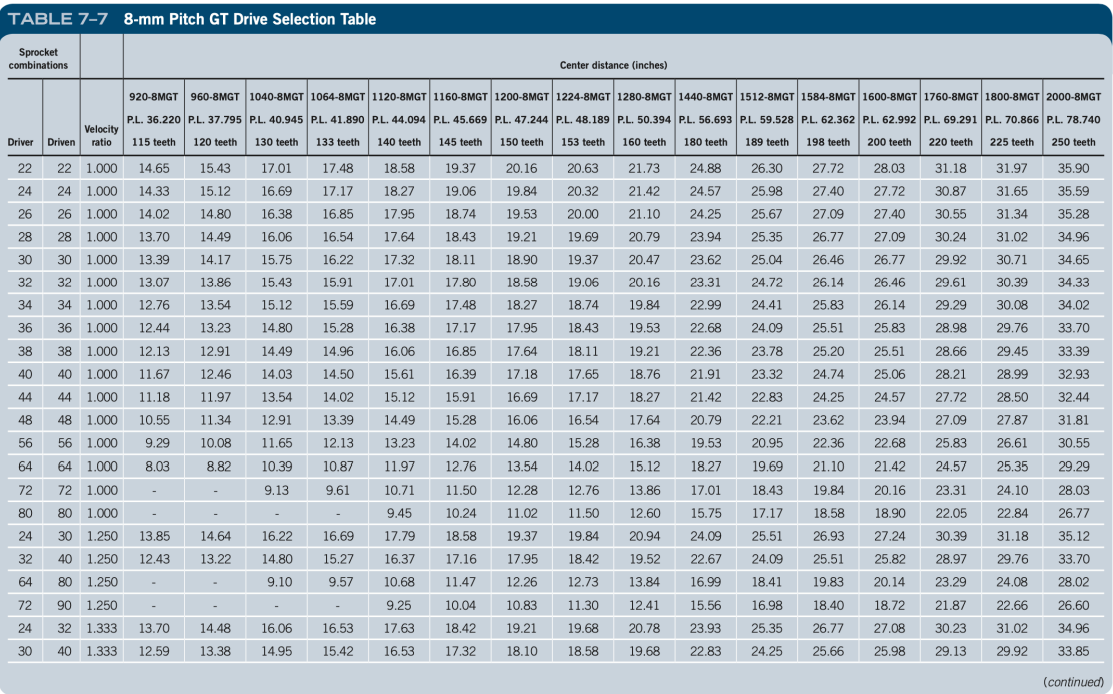 TABLE 7–7 8-mm Pitch GT Drive Selection Table
Sprocket
combinations
Center distance (inches)
920-8MGT 960-8MGT 1040-8MGT 1064-8MGT 1120-8MGT 1160-8MGT 1200-8MGT 1224-8MGT 1280-8MGT 1440-8MGT 1512-8MGT 1584-8MGT 1600-8MGT 1760-8MGT 1800-8MGT 2000-8MGT
P.L. 36.220 P.L. 37.795 P.L. 40.945 P.L. 41.890 P.L. 44.094 P.L. 45.669 P.L. 47.244 P.L. 48.189 P.L. 50.394 P.L. 56.693 P.L. 59.528 P.L. 62.362 P.L. 62.992 P.L. 69.291 P.L. 70.866 P.L. 78.740
Velocity
Driver Driven ratio 115 teeth 120 teeth 130 teeth 133 teeth 140 teeth 145 teeth 150 teeth 153 teeth 160 teeth 180 teeth 189 teeth 198 teeth 200 teeth 220 teeth 225 teeth 250 teeth
22 22 1.000 14.65 15.43 17.01 17.48 18.58 19.37 20.16 20.63 21.73 24.88 26.30 27.72 28.03 31.18 31.97 35.90
24 24 1.000 14.33 15.12 16.69 17.17 18.27 19.06 19.84 20.32 21.42 24.57 25.98 27.40 27.72 30.87 31.65 35.59
26 26 1.000 14.02 14.80 16.38 16.85 17.95 18.74 19.53 20.00 21.10 24.25 25.67 27.09 27.40 30.55 31.34 35.28
28 28 1.000 13.70 14.49 16.06 16.54 17.64 18.43 19.21 19.69 20.79 23.94 25.35 26.77 27.09 30.24 31.02 34.96
30 30 1.000 13.39 14.17 15.75 16.22 17.32 18.11 18.90 19.37 20.47 23.62 25.04 26.46 26.77 29.92 30.71 34.65
32 32 1.000 13.07 13.86 15.43 15.91 17.01 17.80 18.58 19.06 20.16 23.31 24.72 26.14 26.46 29.61 30.39 34.33
34 34 1.000 12.76 13.54 15.12 15.59 16.69 17.48 18.27 18.74 19.84 22.99 24.41 25.83 26.14 29.29 30.08 34.02
36 36 1.000 12.44 13.23 14.80 15.28 16.38 17.17 17.95 18.43 19.53 22.68 24.09 25.51 25.83 28.98 29.76 33.70
38 38 1.000 12.13 12.91 14.49 14.96 16.06 16.85 17.64 18.11 19.21 22.36 23.78 25.20 25.51 28.66 29.45 33.39
40 40 1.000 11.67 12.46 14.03 14.50 15.61 16.39 17.18 17.65 18.76 21.91 23.32 24.74 25.06 28.21 28.99 32.93
44 44 1.000 11.18 11.97 13.54 14.02 15.12 15.91 16.69 17.17 18.27 21.42 22.83 24.25 24.57 27.72 28.50 32.44
48 48 1.000 10.55 11.34 12.91 13.39 14.49 15.28 16.06 16.54 17.64 20.79 22.21 23.62 23.94 27.09 27.87 31.81
56 56 1.000 9.29 10.08 11.65 12.13 13.23 14.02 14.80 15.28 16.38 19.53 20.95 22.36 22.68 25.83 26.61 30.55
64 64 1.000 8.03 8.82 10.39 10.87 11.97 12.76 13.54 14.02 15.12 18.27 19.69 21.10 21.42 24.57 25.35 29.29
72 72 1.000 - - 9.13 9.61 10.71 11.50 12.28 12.76 13.86 17.01 18.43 19.84 20.16 23.31 24.10 28.03
80 80 1.000 - - - - 9.45 10.24 11.02 11.50 12.60 15.75 17.17 18.58 18.90 22.05 22.84 26.77
24 30 1.250 13.85 14.64 16.22 16.69 17.79 18.58 19.37 19.84 20.94 24.09 25.51 26.93 27.24 30.39 31.18 35.12
32 40 1.250 12.43 13.22 14.80 15.27 16.37 17.16 17.95 18.42 19.52 22.67 24.09 25.51 25.82 28.97 29.76 33.70
64 80 1.250 - - 9.10 9.57 10.68 11.47 12.26 12.73 13.84 16.99 18.41 19.83 20.14 23.29 24.08 28.02
72 90 1.250 - - - - 9.25 10.04 10.83 11.30 12.41 15.56 16.98 18.40 18.72 21.87 22.66 26.60
24 32 1.333 13.70 14.48 16.06 16.53 17.63 18.42 19.21 19.68 20.78 23.93 25.35 26.77 27.08 30.23 31.02 34.96
30 40 1.333 12.59 13.38 14.95 15.42 16.53 17.32 18.10 18.58 19.68 22.83 24.25 25.66 25.98 29.13 29.92 33.85
(continued)